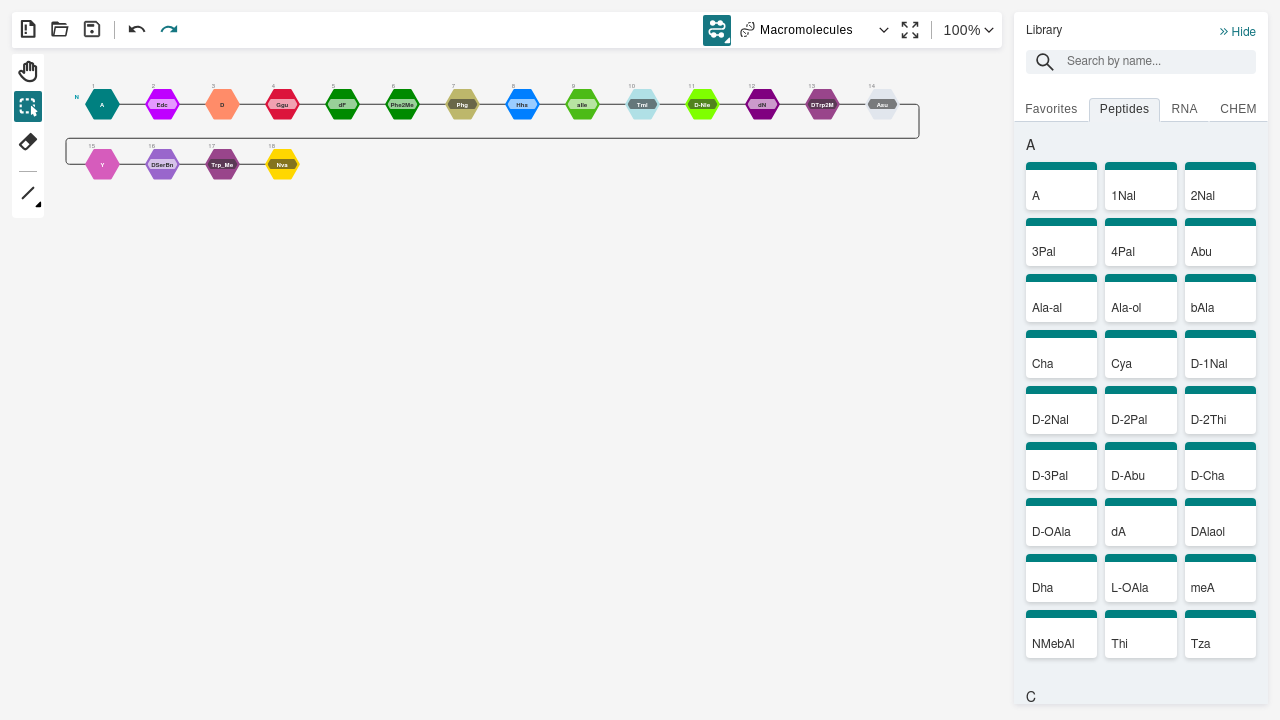 Macromolecules
100%
Library
Hide
Search by name...
Favorites Peptides RNA CHEM
N
1 2 3 4 5 6 7 8 9 10 11 12 13 14
A Edc D Ggu dF Phe2Me Phg Hha aIle Tml D-Nle dN DTrp2M Asu
15 16 17 18
Y DSerBn Trp_Me Nva
A
A 1Nal 2Nal
3Pal 4Pal Abu
Ala-al Ala-ol bAla
Cha Cya D-1Nal
D-2Nal D-2Pal D-2Thi
D-3Pal D-Abu D-Cha
D-OAla dA DAlaol
Dha L-OAla meA
NMebAl Thi Tza
C